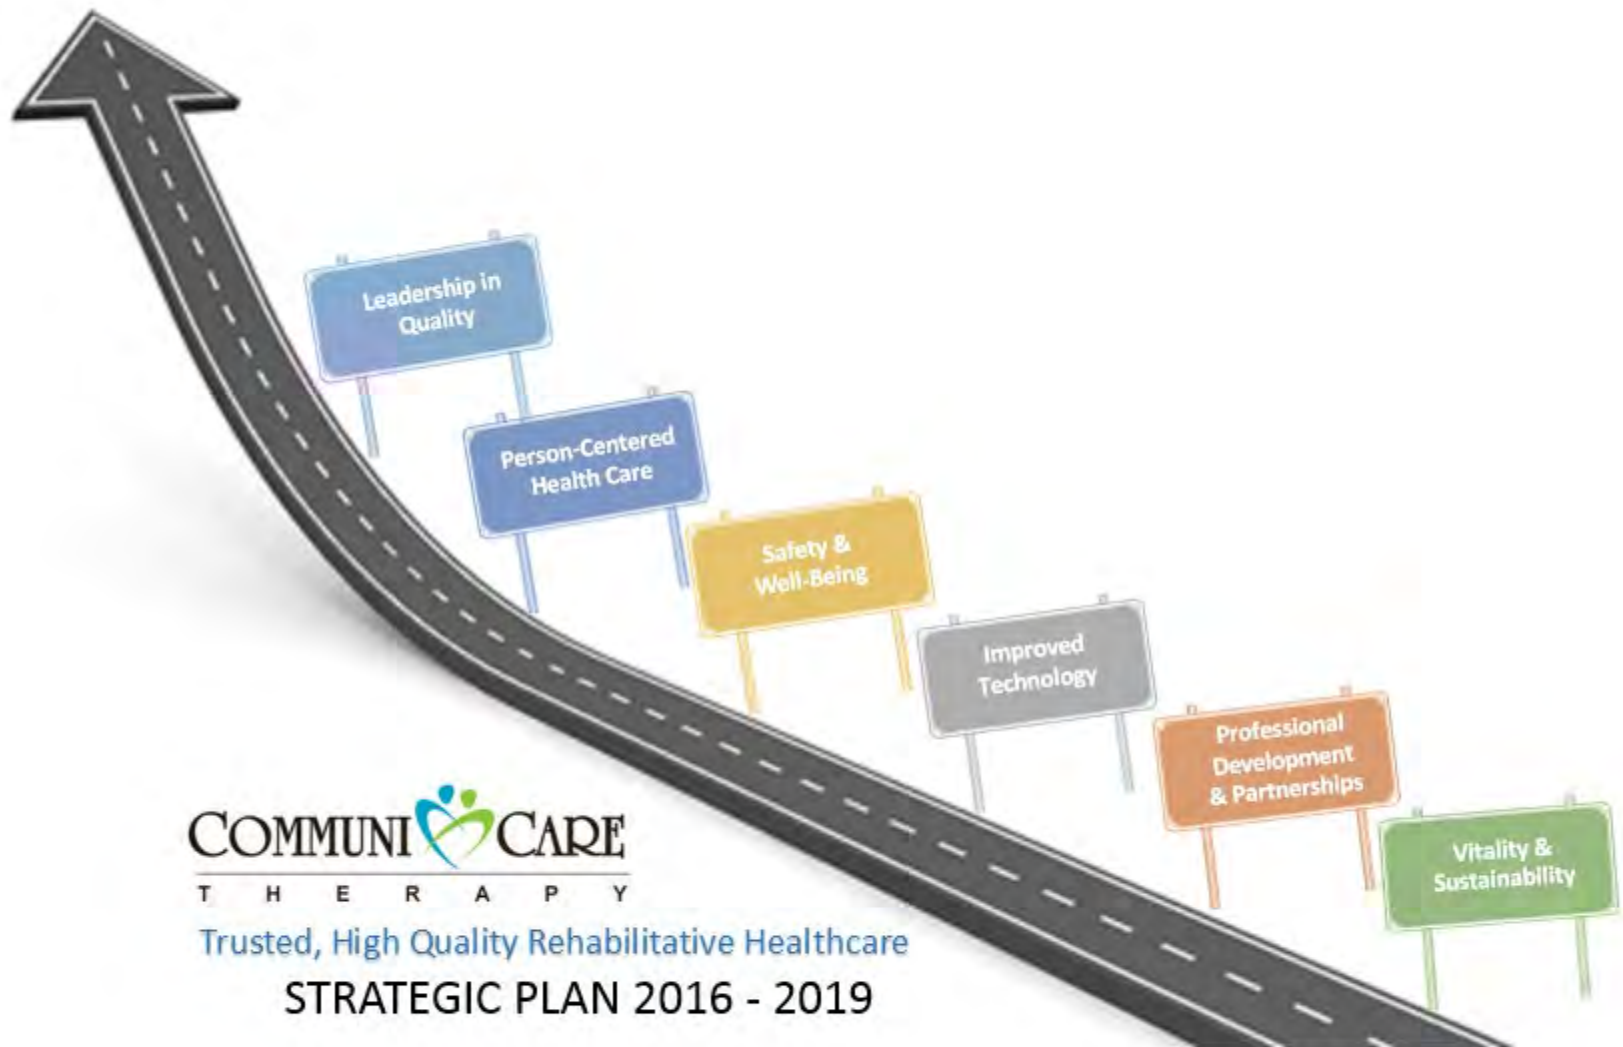 Leadership in
Quality
Person-Centered
Health Care
Safety &
Well-Being
Improved
Technology
Professional
Development
& Partnerships
Vitality &
Sustainability
COMMUNI CARE
THERAPY
Trusted, High Quality Rehabilitative Healthcare
STRATEGIC PLAN 2016 - 2019